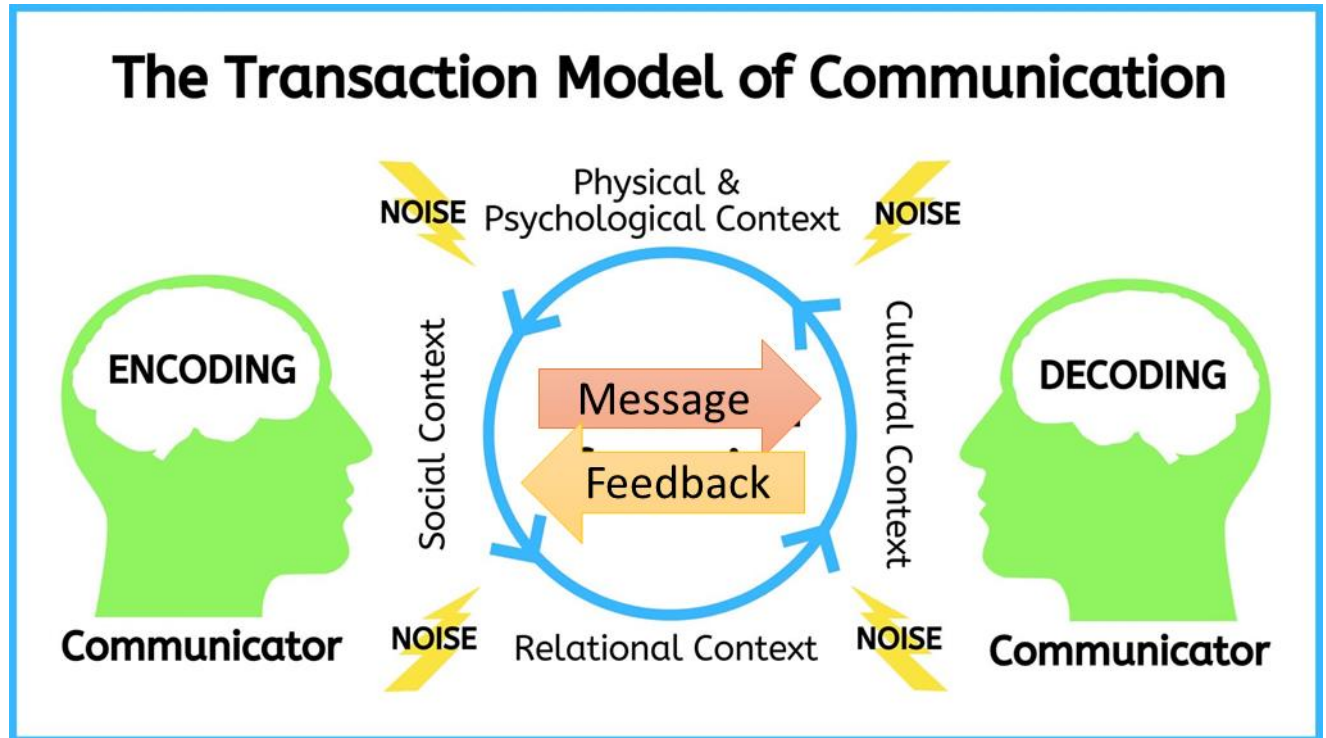 The Transaction Model of Communication
NOISE
Physical &
Psychological Context
NOISE
ENCODING
Social Context
Message
Feedback
Cultural Context
DECODING
Communicator
NOISE
Relational Context
NOISE
Communicator